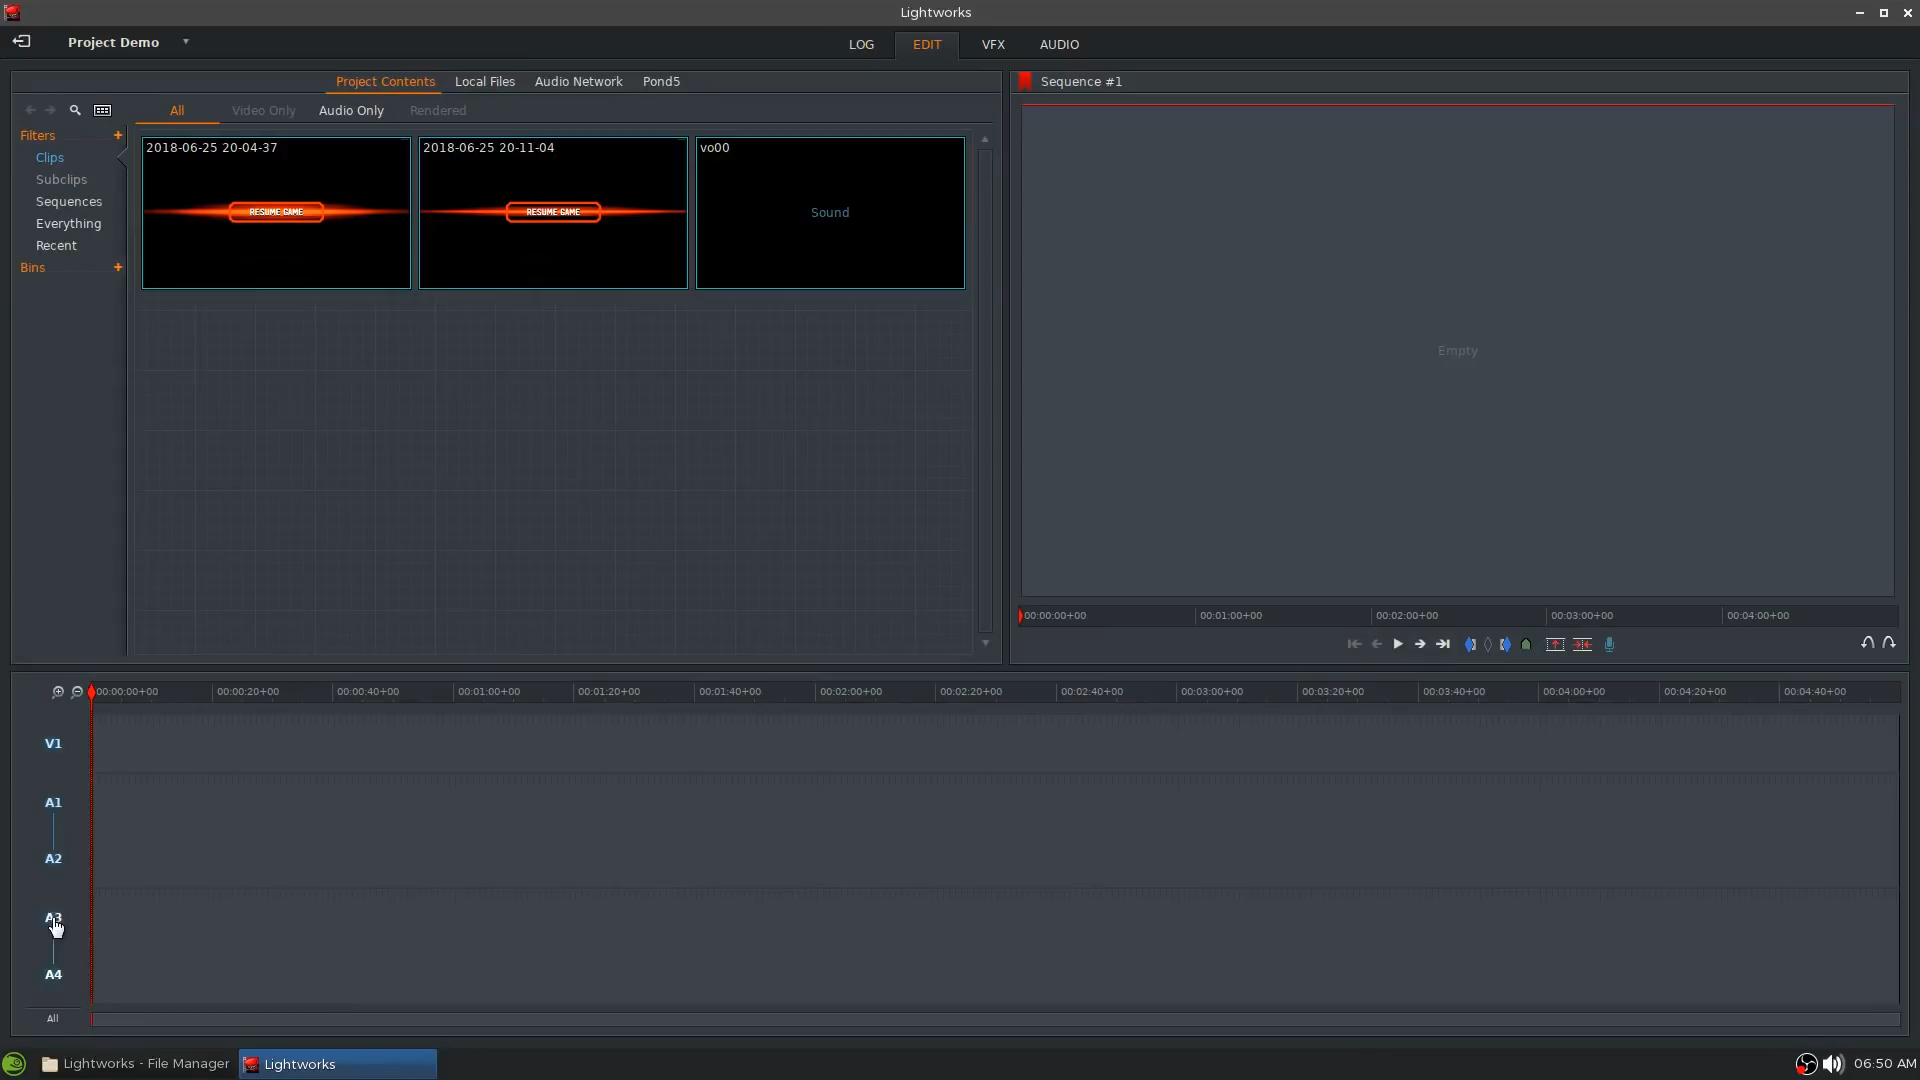 Lightworks
Project Demo
LOG EDIT VFX AUDIO
Project Contents Local Files Audio Network Pond5
Sequence #1
All Video Only Audio Only Rendered
Filters +
Clips
Subclips
Sequences
Everything
Recent
Bins +
2018-06-25 20-04-37 2018-06-25 20-11-04 vo00
RESUME GAME RESUME GAME Sound
Empty
00:00:00+00 00:01:00+00 00:02:00+00 00:03:00+00 00:04:00+00
00:00:00+00 00:00:20+00 00:00:40+00 00:01:00+00 00:01:20+00 00:01:40+00 00:02:00+00 00:02:20+00 00:02:40+00 00:03:00+00 00:03:20+00 00:03:40+00 00:04:00+00 00:04:20+00 00:04:40+00
V1
A1
A2
A3
A4
All
Lightworks - File Manager Lightworks 06:50 AM